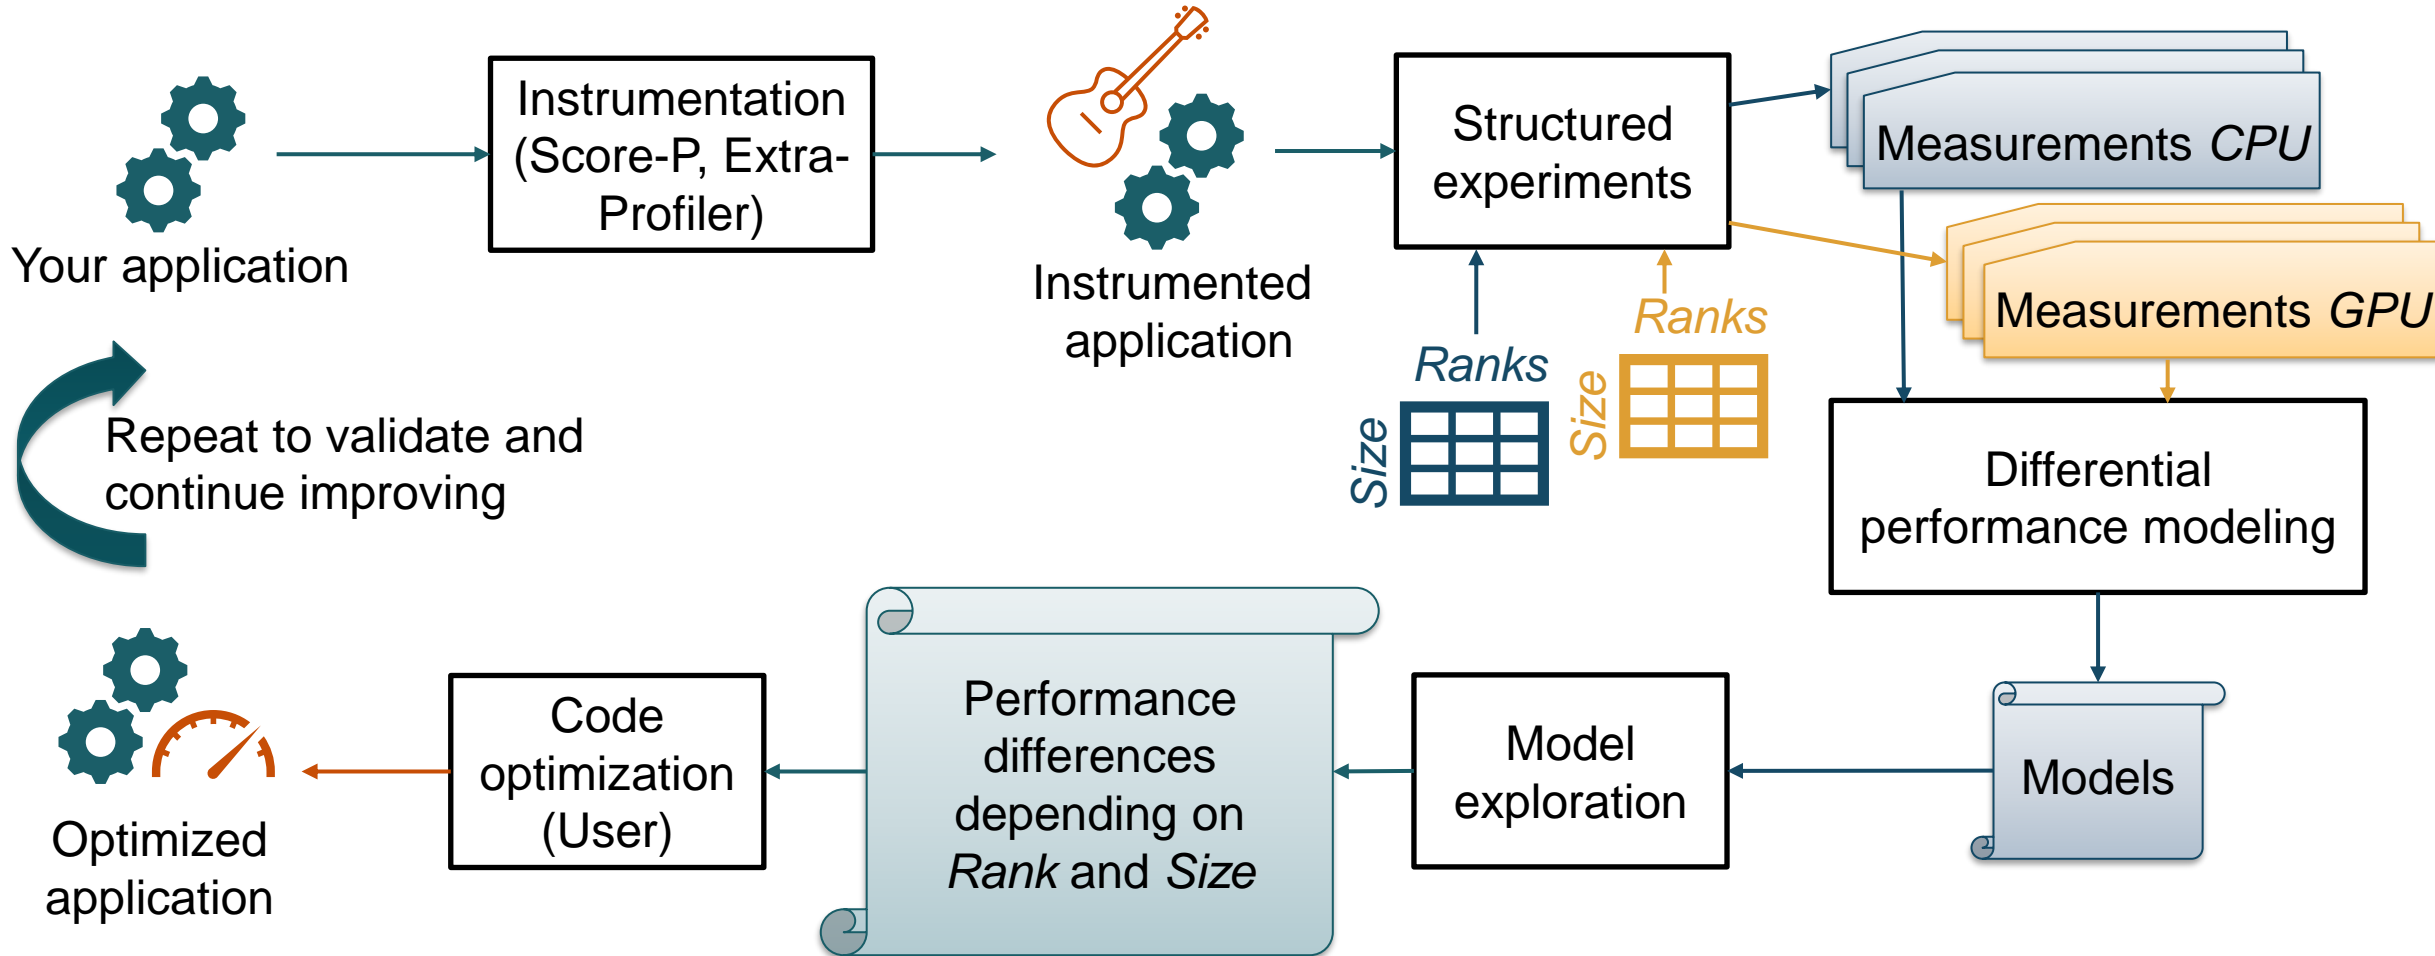 Your application
Instrumentation
(Score-P, Extra-
Profiler)
Instrumented
application
Structured
experiments
Ranks
Size
Ranks
Size
Measurements CPU
Measurements GPU
Differential
performance modeling
Models
Model
exploration
Performance
differences
depending on
Rank and Size
Code
optimization
(User)
Optimized
application
Repeat to validate and
continue improving